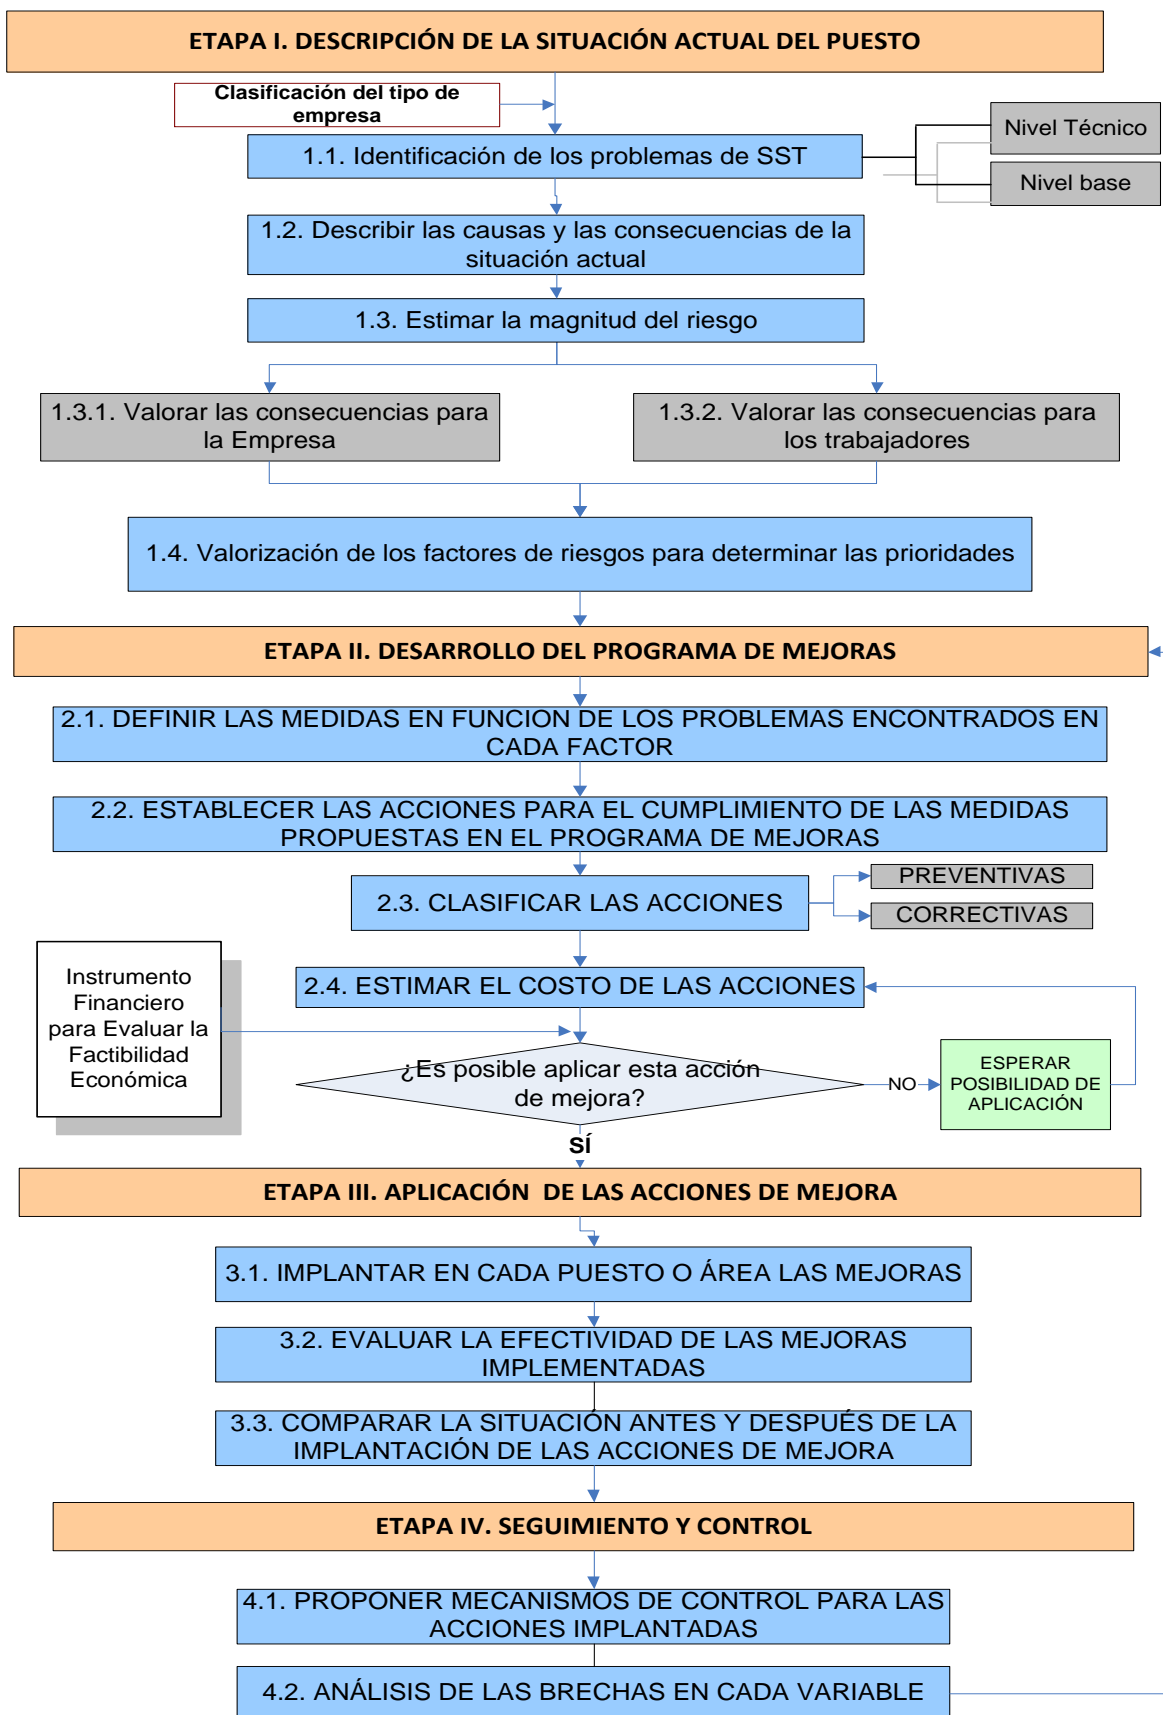 ETAPA I. DESCRIPCIÓN DE LA SITUACIÓN ACTUAL DEL PUESTO
Clasificación del tipo de
empresa
1.1. Identificación de los problemas de SST
Nivel Técnico
Nivel base
1.2. Describir las causas y las consecuencias de la
situación actual
1.3. Estimar la magnitud del riesgo
1.3.1. Valorar las consecuencias para
la Empresa
1.3.2. Valorar las consecuencias para
los trabajadores
1.4. Valorización de los factores de riesgos para determinar las prioridades
ETAPA II. DESARROLLO DEL PROGRAMA DE MEJORAS
2.1. DEFINIR LAS MEDIDAS EN FUNCION DE LOS PROBLEMAS ENCONTRADOS EN
CADA FACTOR
2.2. ESTABLECER LAS ACCIONES PARA EL CUMPLIMIENTO DE LAS MEDIDAS
PROPUESTAS EN EL PROGRAMA DE MEJORAS
2.3. CLASIFICAR LAS ACCIONES
PREVENTIVAS
CORRECTIVAS
Instrumento
Financiero
para Evaluar la
Factibilidad
Económica
2.4. ESTIMAR EL COSTO DE LAS ACCIONES
¿Es posible aplicar esta acción
de mejora?
NO
ESPERAR
POSIBILIDAD DE
APLICACIÓN
SÍ
ETAPA III. APLICACIÓN  DE LAS ACCIONES DE MEJORA
3.1. IMPLANTAR EN CADA PUESTO O ÁREA LAS MEJORAS
3.2. EVALUAR LA EFECTIVIDAD DE LAS MEJORAS
IMPLEMENTADAS
3.3. COMPARAR LA SITUACIÓN ANTES Y DESPUÉS DE LA
IMPLANTACIÓN DE LAS ACCIONES DE MEJORA
ETAPA IV. SEGUIMIENTO Y CONTROL
4.1. PROPONER MECANISMOS DE CONTROL PARA LAS
ACCIONES IMPLANTADAS
4.2. ANÁLISIS DE LAS BRECHAS EN CADA VARIABLE